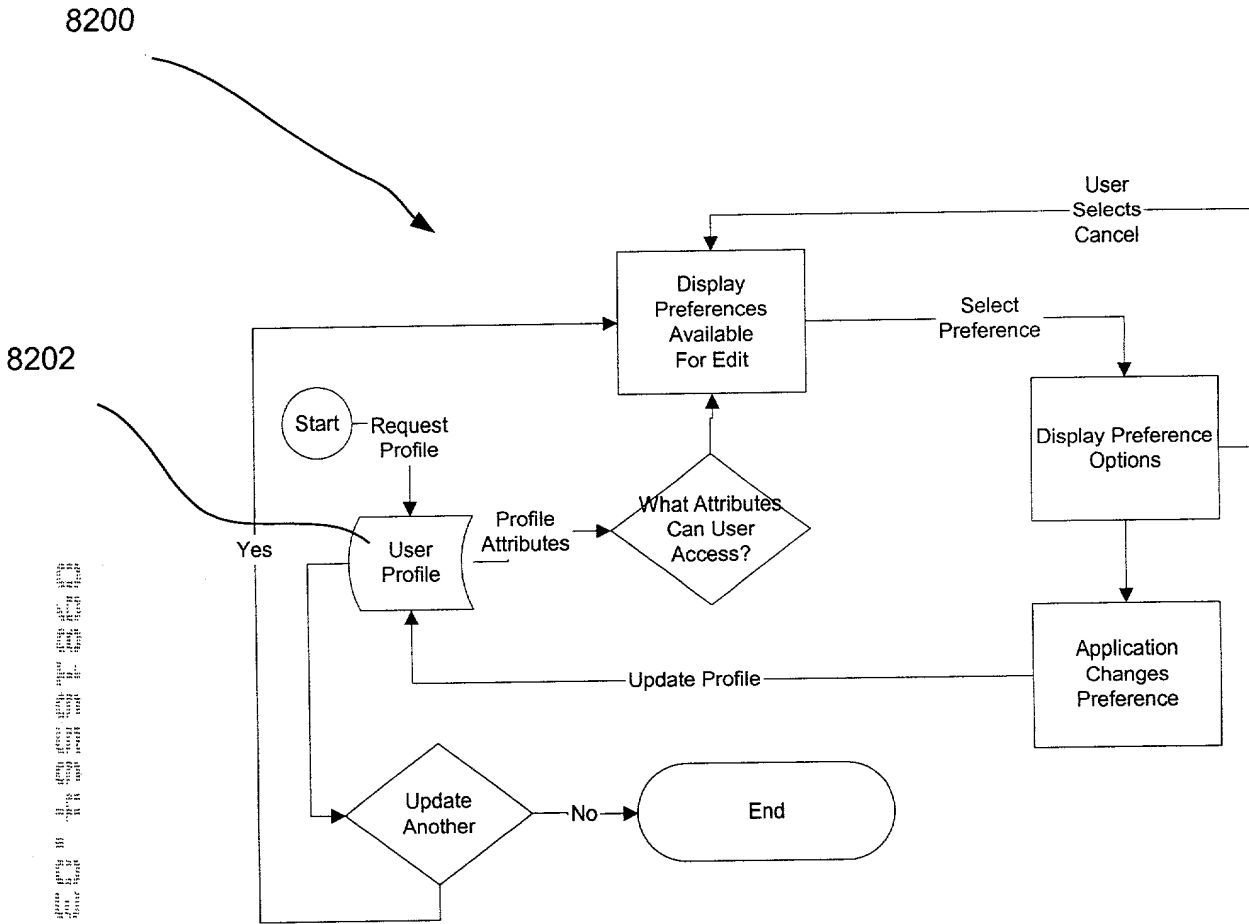 8200
User
Selects
Cancel
Display
Preferences
Available
For Edit
Select
Preference
8202
Start
Request
Profile
Display Preference
Options
What Attributes
Can User
Access?
Profile
Attributes
User
Profile
Yes
Application
Changes
Preference
Update Profile
Update
Another
No
End